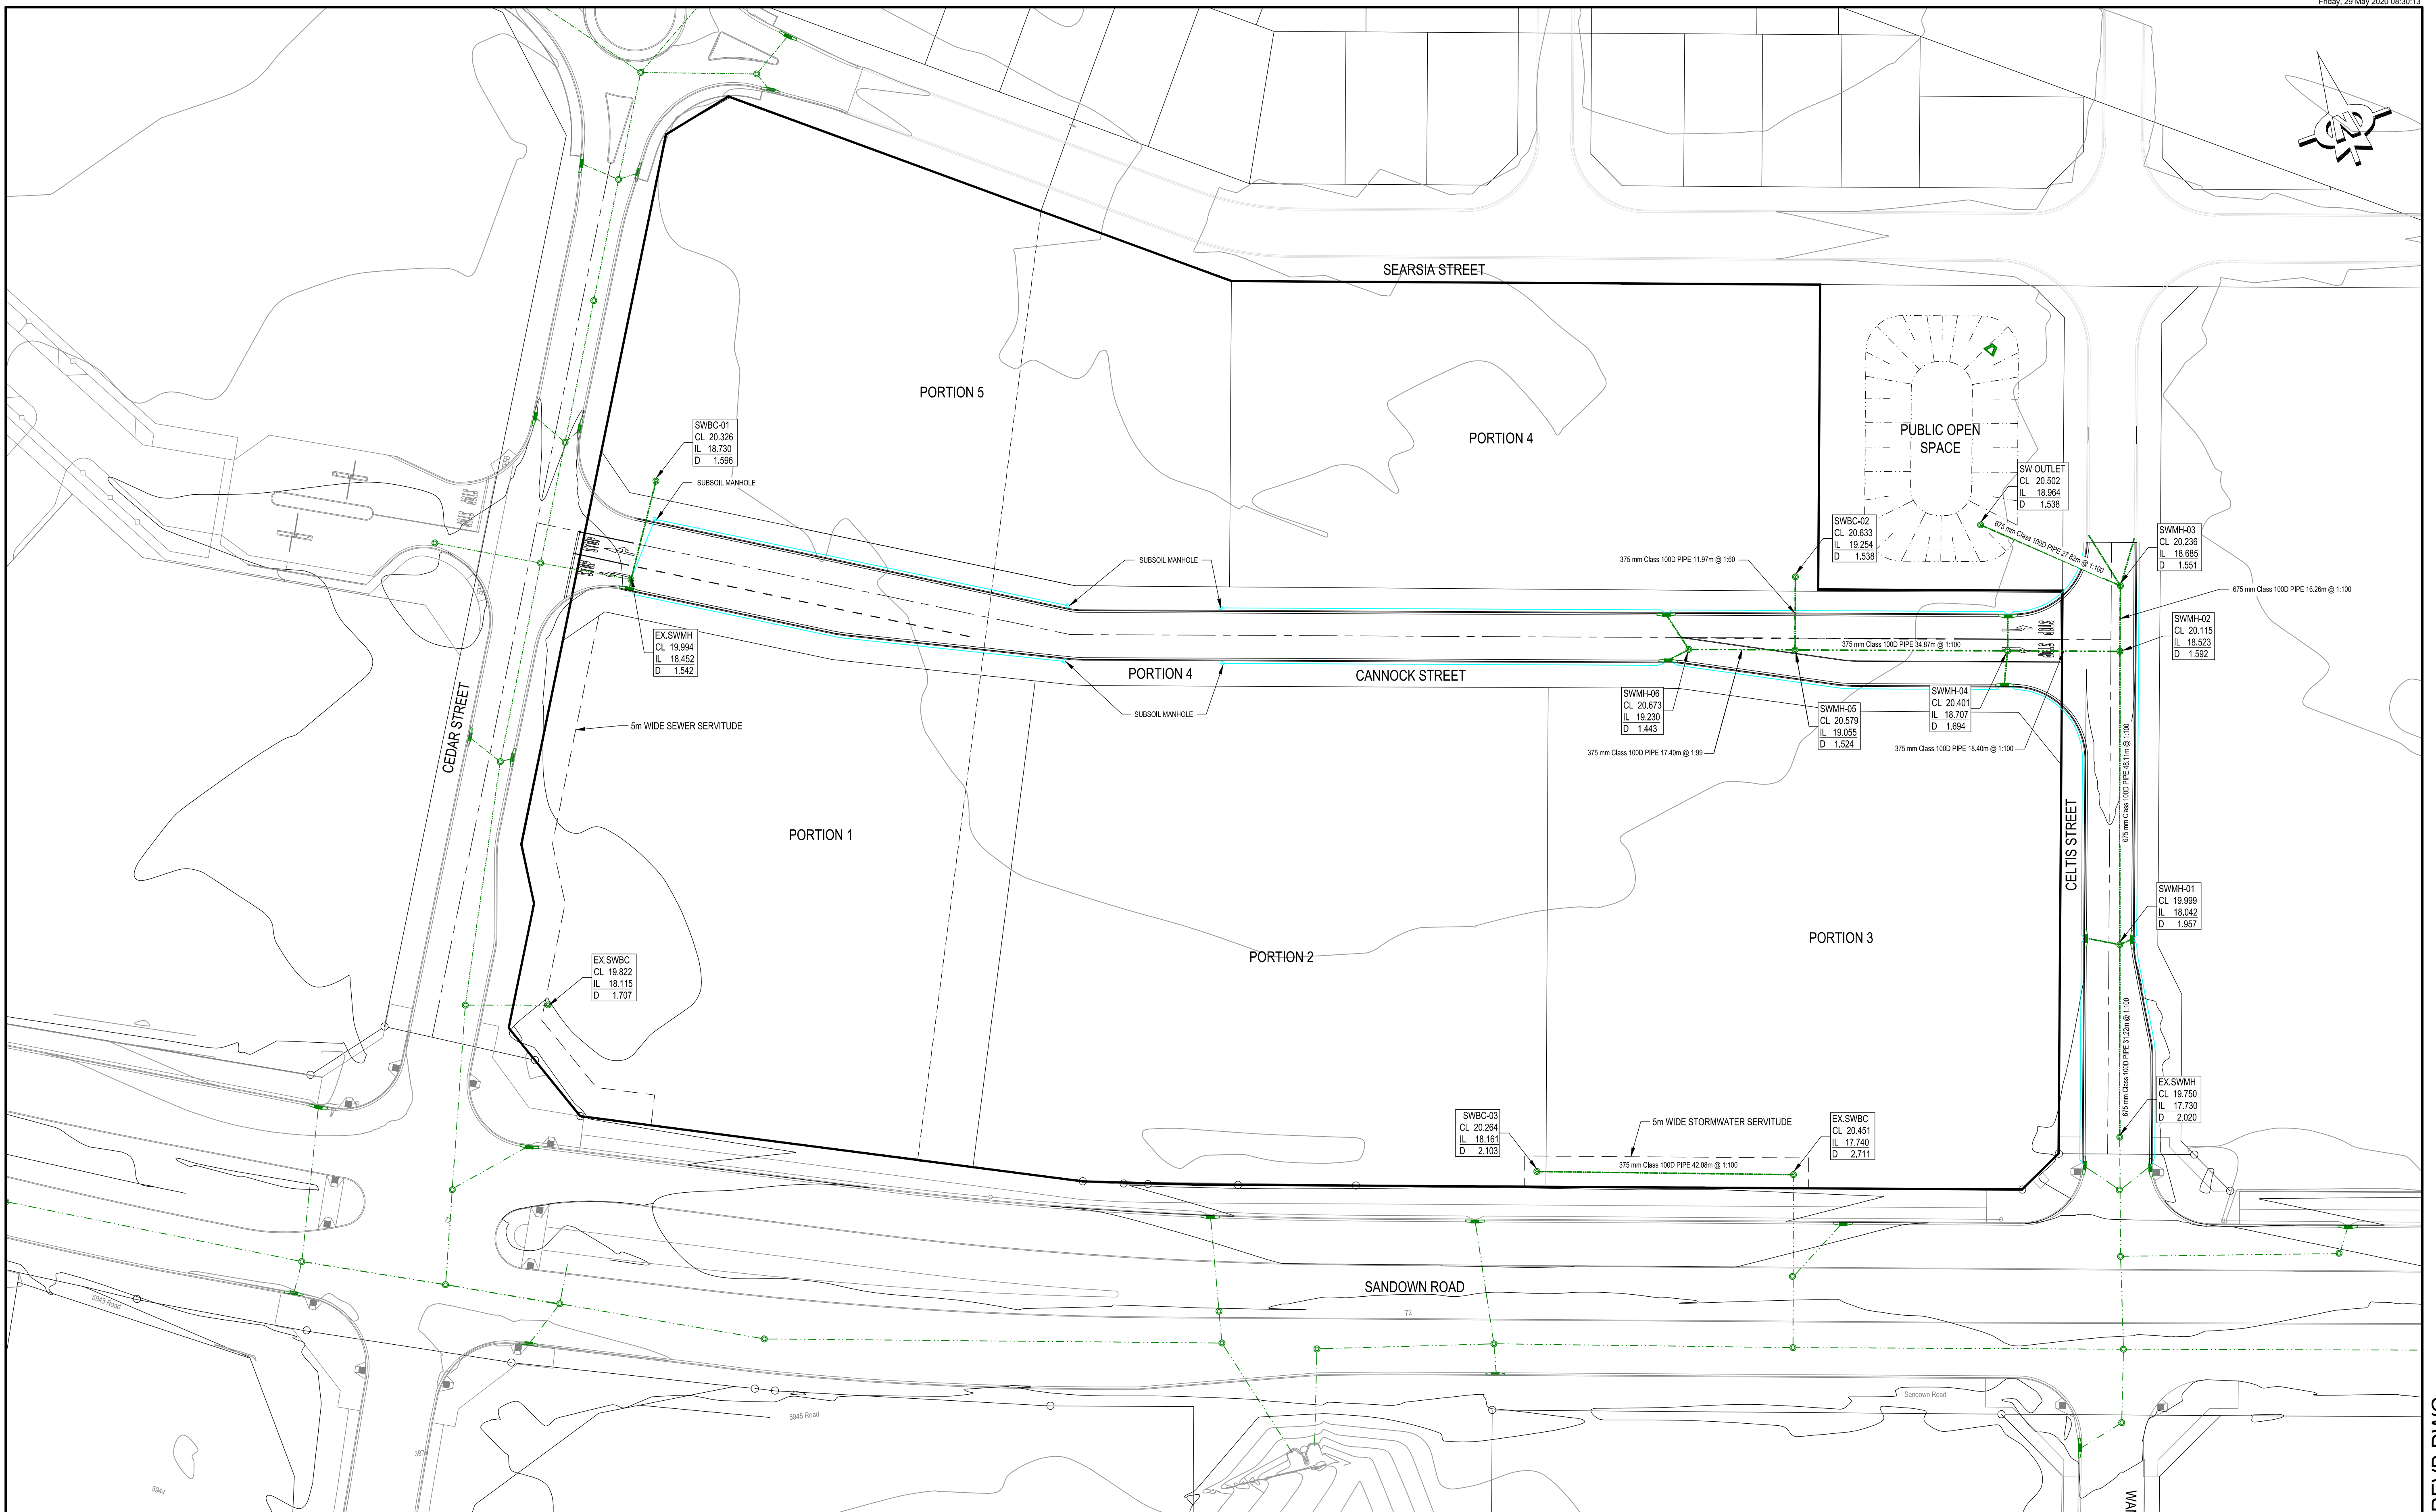 Friday, 29 May 2020 08:30:13
N
SEARSIA STREET
PORTION 5
PORTION 4
PUBLIC OPEN
SPACE
SWBC-01
CL 20.326
IL 18.730
D 1.596
SUBSOIL MANHOLE
SW OUTLET
CL 20.502
IL 18.964
D 1.538
675 mm Class 100D PIPE 27.82m @ 1:100
SWBC-02
CL 20.633
IL 19.254
D 1.538
SWMH-03
CL 20.236
IL 18.685
D 1.551
SUBSOIL MANHOLE
375 mm Class 100D PIPE 11.97m @ 1:60
675 mm Class 100D PIPE 16.26m @ 1:100
SWMH-02
CL 20.115
IL 18.523
D 1.592
EX.SWMH
CL 19.994
IL 18.452
D 1.542
STOP
STOP
STOP
STOP
375 mm Class 100D PIPE 34.87m @ 1:100
PORTION 4
CANNOCK STREET
SUBSOIL MANHOLE
SWMH-06
CL 20.673
IL 19.230
D 1.443
SWMH-05
CL 20.579
IL 19.055
D 1.524
SWMH-04
CL 20.401
IL 18.707
D 1.694
375 mm Class 100D PIPE 17.40m @ 1:99
375 mm Class 100D PIPE 18.40m @ 1:100
5m WIDE SEWER SERVITUDE
CEDAR STREET
675 mm Class 100D PIPE 48.11m @ 1:100
CELTIS STREET
PORTION 1
PORTION 2
PORTION 3
SWMH-01
CL 19.999
IL 18.042
D 1.957
EX.SWBC
CL 19.822
IL 18.115
D 1.707
675 mm Class 100D PIPE 31.22m @ 1:100
EX.SWMH
CL 19.750
IL 17.730
D 2.020
SWBC-03
CL 20.264
IL 18.161
D 2.103
5m WIDE STORMWATER SERVITUDE
EX.SWBC
CL 20.451
IL 17.740
D 2.711
375 mm Class 100D PIPE 42.08m @ 1:100
72
SANDOWN ROAD
72
5943 Road
Sandown Road
5945 Road
5944